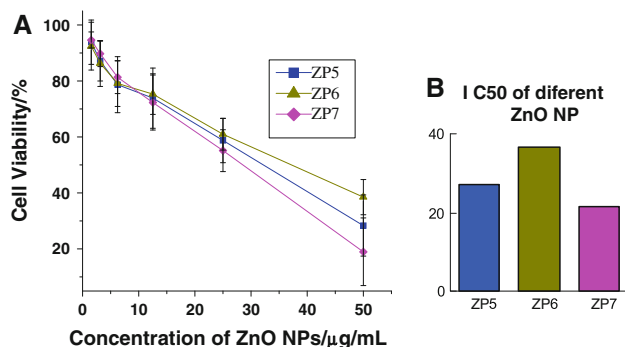 A
100
80
60
40
20
Cell Viability/%
ZP5
ZP6
ZP7
0
10
20
30
40
50
Concentration of ZnO NPs/μg/mL
B
I C50 of diferent
ZnO NP
40
20
0
ZP5
ZP6
ZP7